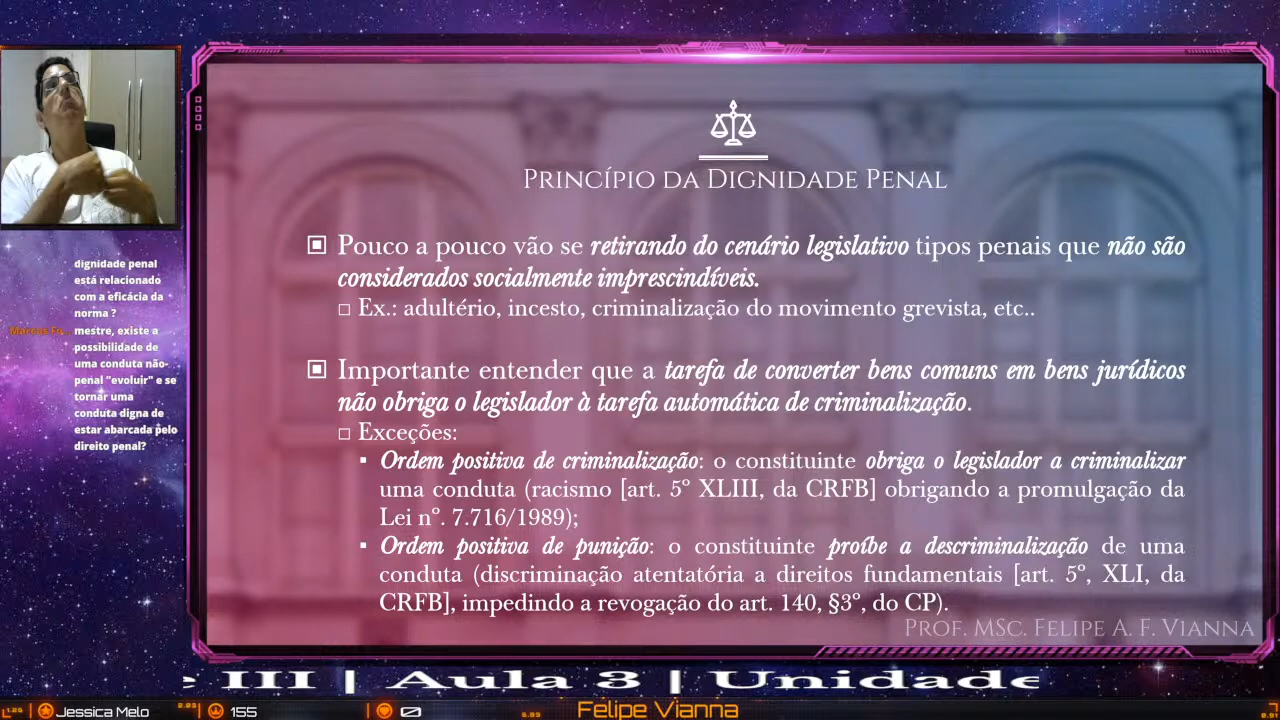 Princípio da Dignidade Penal
Pouco a pouco vão se retirando do cenário legislativo tipos penais que não são
considerados socialmente imprescindíveis.
Ex.: adultério, incesto, criminalização do movimento grevista, etc..
Importante entender que a tarefa de converter bens comuns em bens jurídicos
não obriga o legislador à tarefa automática de criminalização.
Exceções:
Ordem positiva de criminalização: o constituinte obriga o legislador a criminalizar
uma conduta (racismo [art. 5º XLIII, da CRFB] obrigando a promulgação da
Lei nº. 7.716/1989);
Ordem positiva de punição: o constituinte proíbe a descriminalização de uma
conduta (discriminação atentatória a direitos fundamentais [art. 5º, XLI, da
CRFB], impedindo a revogação do art. 140, §3º, do CP).
Prof. MSc. Felipe A. F. Vianna
dignidade penal
está relacionado
com a eficácia da
norma ?
mestre, existe a
possibilidade de
uma conduta não-
penal "evoluir" e se
tornar uma
conduta digna de
estar abarcada pelo
direito penal?
III | Aula 3 | Unidade
Jessica Melo
155
0
Felipe Vianna